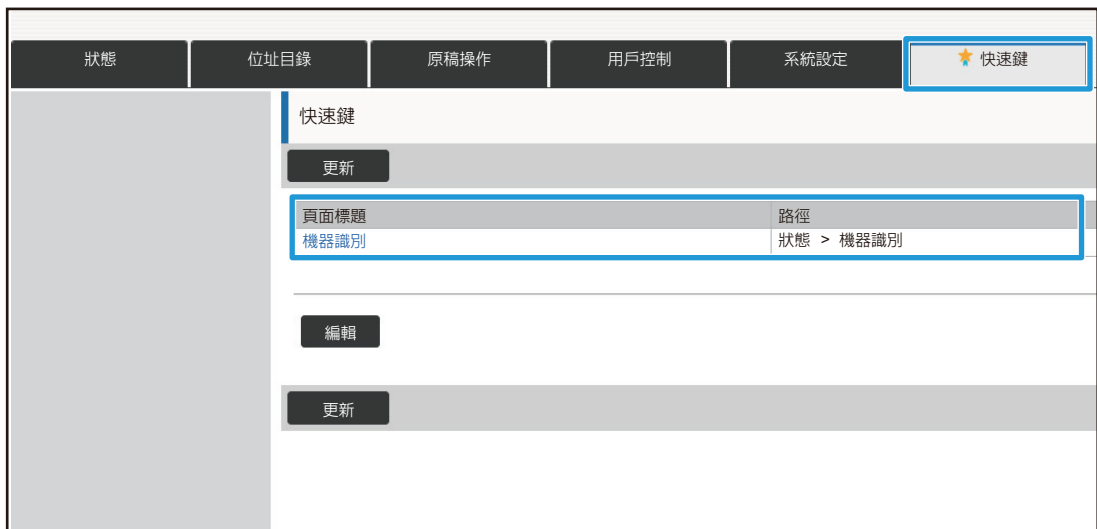 狀態 位址目錄 原稿操作 用戶控制 系統設定 快速鍵
快速鍵
更新
頁面標題 路徑
機器識別 狀態 > 機器識別
編輯
更新